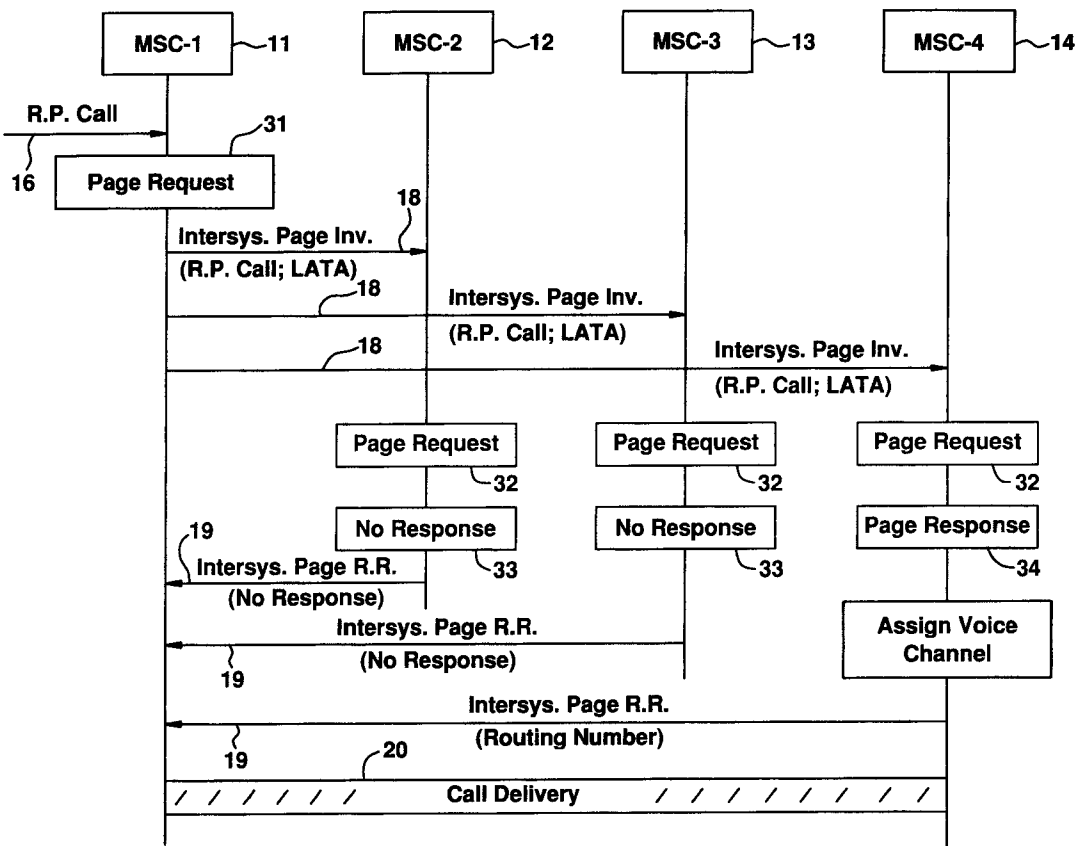 MSC-1 11 MSC-2 12 MSC-3 13 MSC-4 14
R.P. Call
16
31
Page Request
18
Intersys. Page Inv.
(R.P. Call; LATA)
18
Intersys. Page Inv.
(R.P. Call; LATA)
18
Intersys. Page Inv.
(R.P. Call; LATA)
Page Request Page Request Page Request
32 32 32
No Response No Response Page Response
33 33 34
19
Intersys. Page R.R.
(No Response)
Assign Voice
Channel
Intersys. Page R.R.
(No Response)
19
Intersys. Page R.R.
(Routing Number)
19
20
Call Delivery